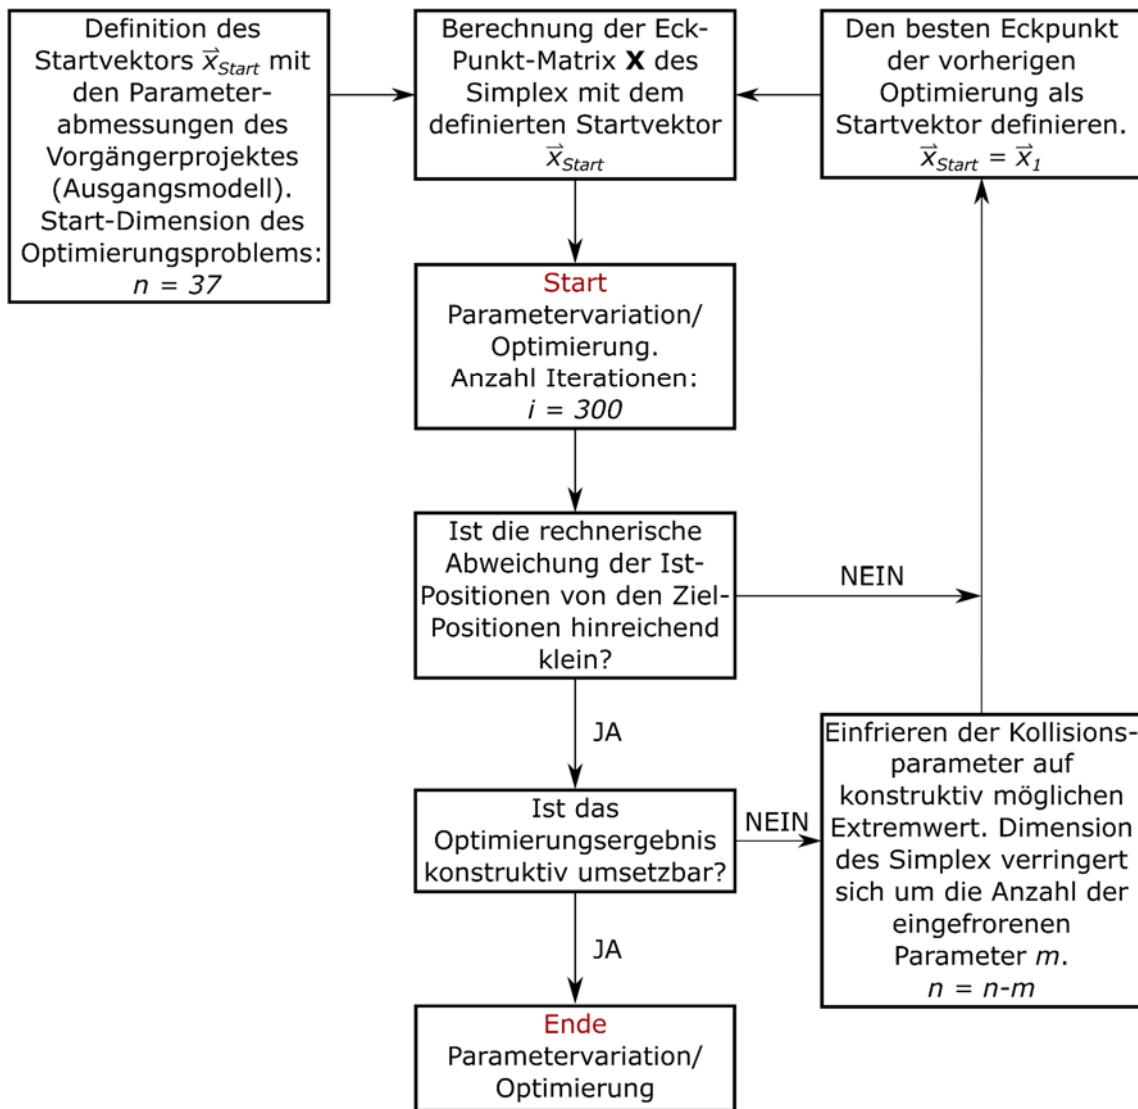 Definition des
Startvektors x⃗Start mit
den Parameter-
abmessungen des
Vorgängerprojektes
(Ausgangsmodell).
Start-Dimension des
Optimierungsproblems:
n = 37
Berechnung der Eck-
Punkt-Matrix X des
Simplex mit dem
definierten Startvektor
x⃗Start
Den besten Eckpunkt
der vorherigen
Optimierung als
Startvektor definieren.
x⃗Start = x⃗1
Start
Parametervariation/
Optimierung.
Anzahl Iterationen:
i = 300
Ist die rechnerische
Abweichung der Ist-
Positionen von den Ziel-
Positionen hinreichend
klein?
NEIN
JA
Ist das
Optimierungsergebnis
konstruktiv umsetzbar?
NEIN
Einfrieren der Kollisions-
parameter auf
konstruktiv möglichen
Extremwert. Dimension
des Simplex verringert
sich um die Anzahl der
eingefrorenen
Parameter m.
n = n-m
JA
Ende
Parametervariation/
Optimierung